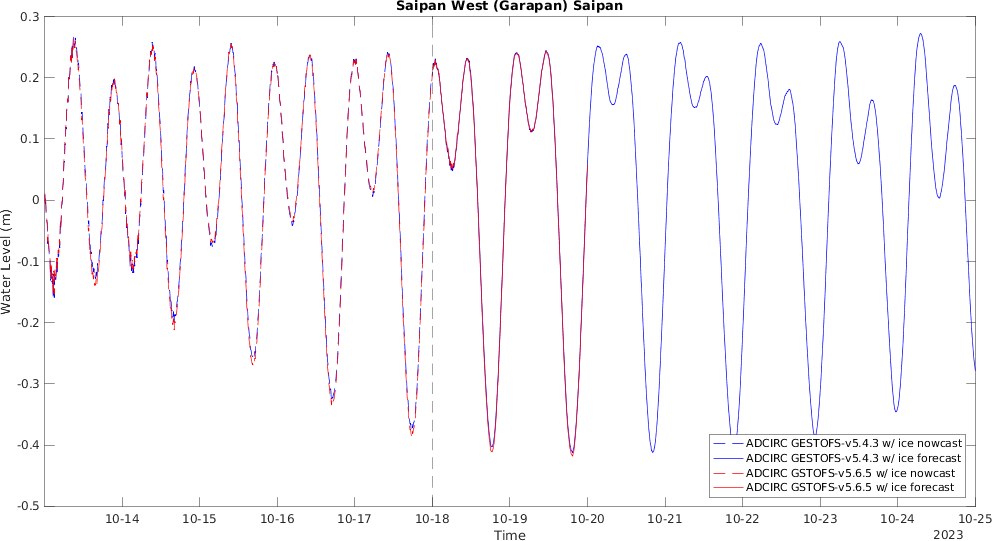 Saipan West (Garapan) Saipan
Water Level (m)
0.3
0.2
0.1
0
-0.1
-0.2
-0.3
-0.4
-0.5
ADCIRC GESTOFS-v5.4.3 w/ ice nowcast
ADCIRC GESTOFS-v5.4.3 w/ ice forecast
ADCIRC GSTOFS-v5.6.5 w/ ice nowcast
ADCIRC GSTOFS-v5.6.5 w/ ice forecast
10-14 10-15 10-16 10-17 10-18 10-19 10-20 10-21 10-22 10-23 10-24 10-25
Time
2023